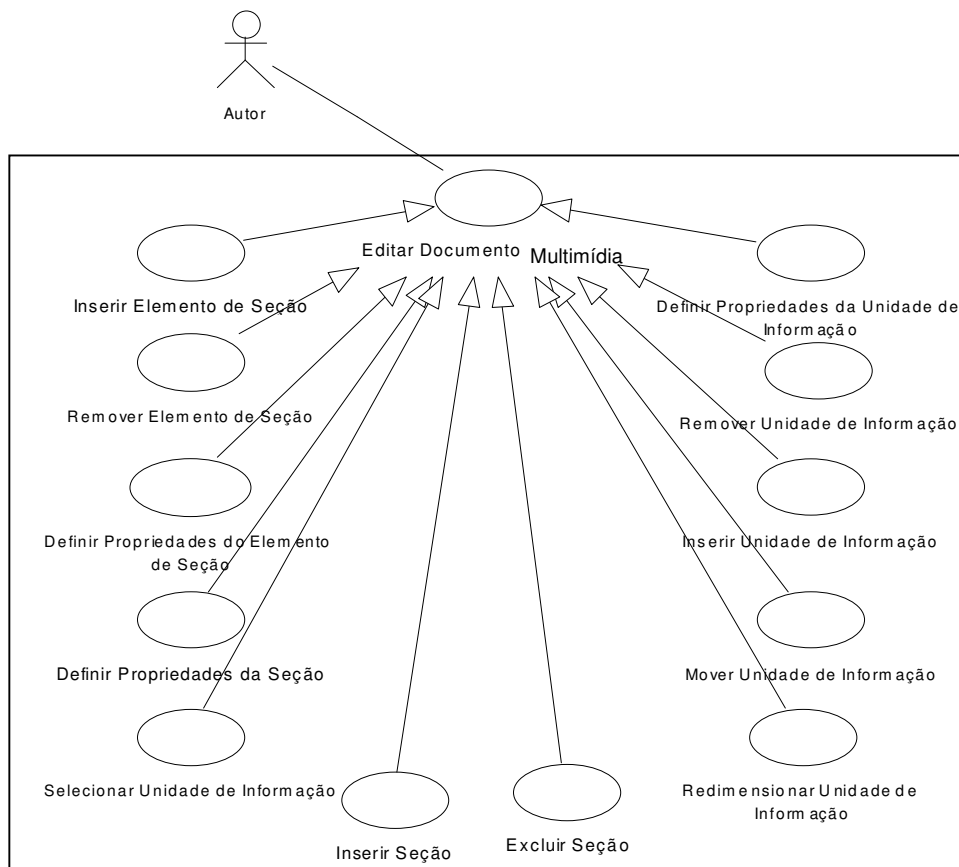 Autor
Editar Documento Multimídia
Inserir Elemento de Seção
Definir Propriedades da Unidade de
Informação
Remover Elemento de Seção
Remover Unidade de Informação
Definir Propriedades do Elemento
de Seção
Inserir Unidade de Informação
Definir Propriedades da Seção
Mover Unidade de Informação
Selecionar Unidade de Informação
Redimensionar Unidade de
Informação
Inserir Seção
Excluir Seção